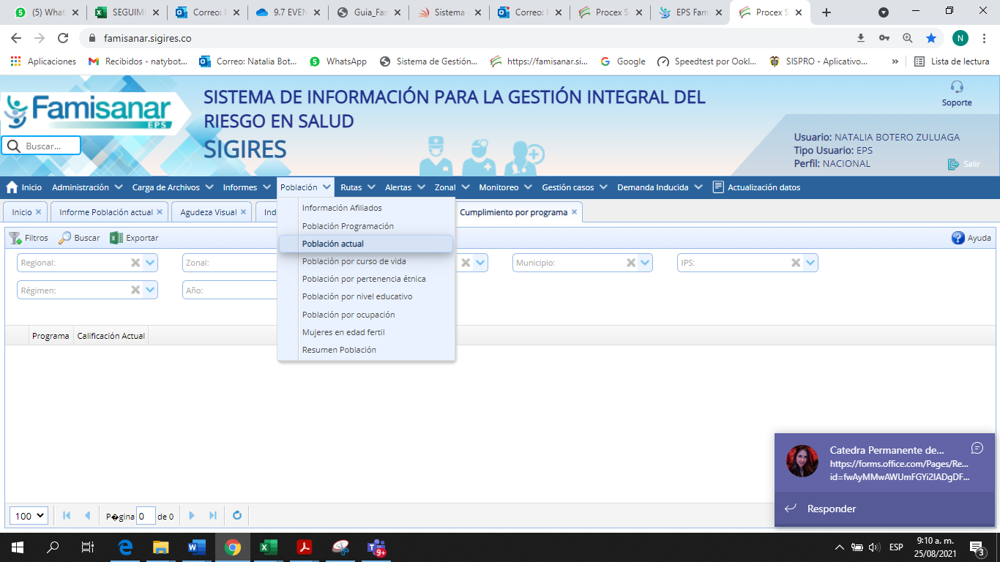 (5) What
SEGUIMI
Correo:
9.7 EVEN
Guia_Far
Sistema
Correo:
Procex S
EPS Fam
Procex S
famisanar.sigires.co
N
Aplicaciones
Recibidos - natybot...
Correo: Natalia Bot...
WhatsApp
Sistema de Gestión...
https://famisanar.si...
Google
Speedtest por Ookl...
SISPRO - Aplicativo...
»
Lista de lectura
Famisanar
EPS
Buscar...
SISTEMA DE INFORMACIÓN PARA LA GESTIÓN INTEGRAL DEL
RIESGO EN SALUD
SIGIRES
Soporte
Usuario: NATALIA BOTERO ZULUAGA
Tipo Usuario: EPS
Perfil: NACIONAL
Salir
Inicio Administración Carga de Archivos Informes Población Rutas Alertas Zonal Monitoreo Gestión casos Demanda Inducida Actualización datos
Inicio
Informe Población actual
Agudeza Visual
Ind
Cumplimiento por programa
Filtros
Buscar
Exportar
Ayuda
Regional:
Zonal:
Municipio:
IPS:
Régimen:
Año:
Información Afiliados
Población Programación
Población actual
Población por curso de vida
Población por pertenencia étnica
Población por nivel educativo
Población por ocupación
Mujeres en edad fertil
Resumen Población
Programa
Calificación Actual
Catedra Permanente de...
https://forms.office.com/Pages/Re...
id=fwAyMMwAWUmFGYi2IADgDF...
Responder
100
P�gina 0 de 0
9+
ESP
9:10 a. m.
25/08/2021
3